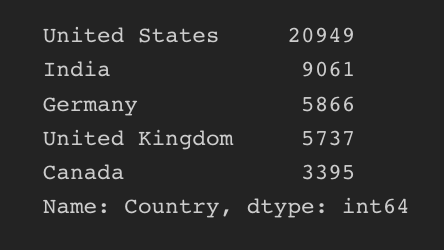 United States     20949
India              9061
Germany            5866
United Kingdom     5737
Canada             3395
Name: Country, dtype: int64